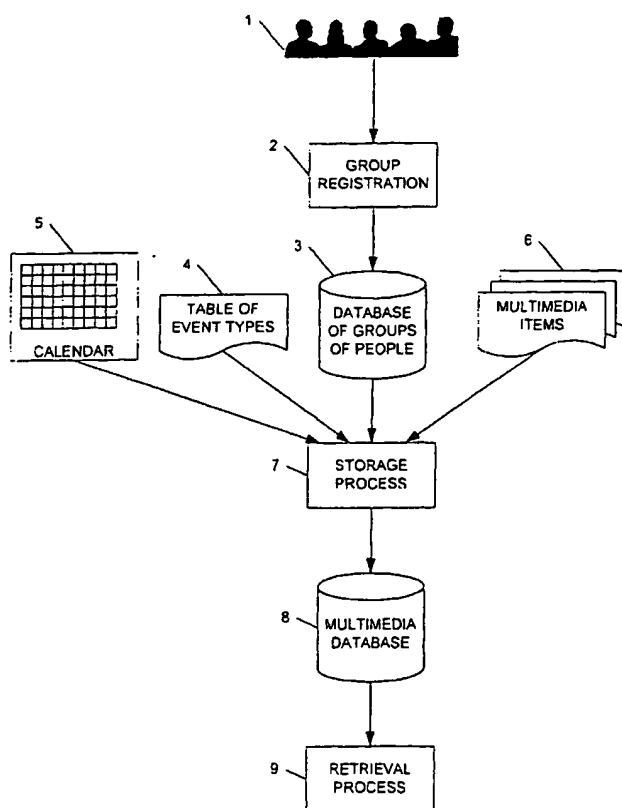 1
2
GROUP
REGISTRATION
5
CALENDAR
4
TABLE OF
EVENT TYPES
3
DATABASE
OF GROUPS
OF PEOPLE
6
MULTIMEDIA
ITEMS
7
STORAGE
PROCESS
8
MULTIMEDIA
DATABASE
9
RETRIEVAL
PROCESS